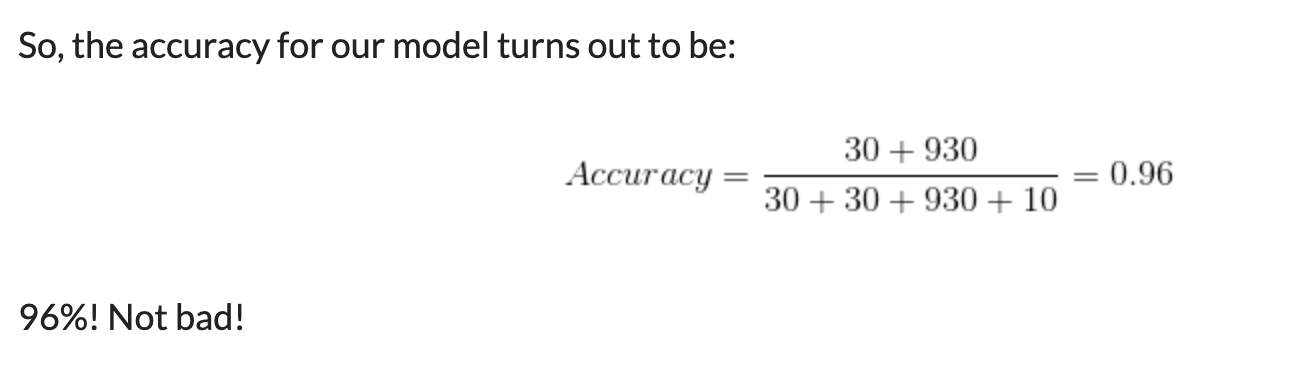 So, the accuracy for our model turns out to be:
Accuracy = \frac{30 + 930}{30 + 30 + 930 + 10} = 0.96
96%! Not bad!